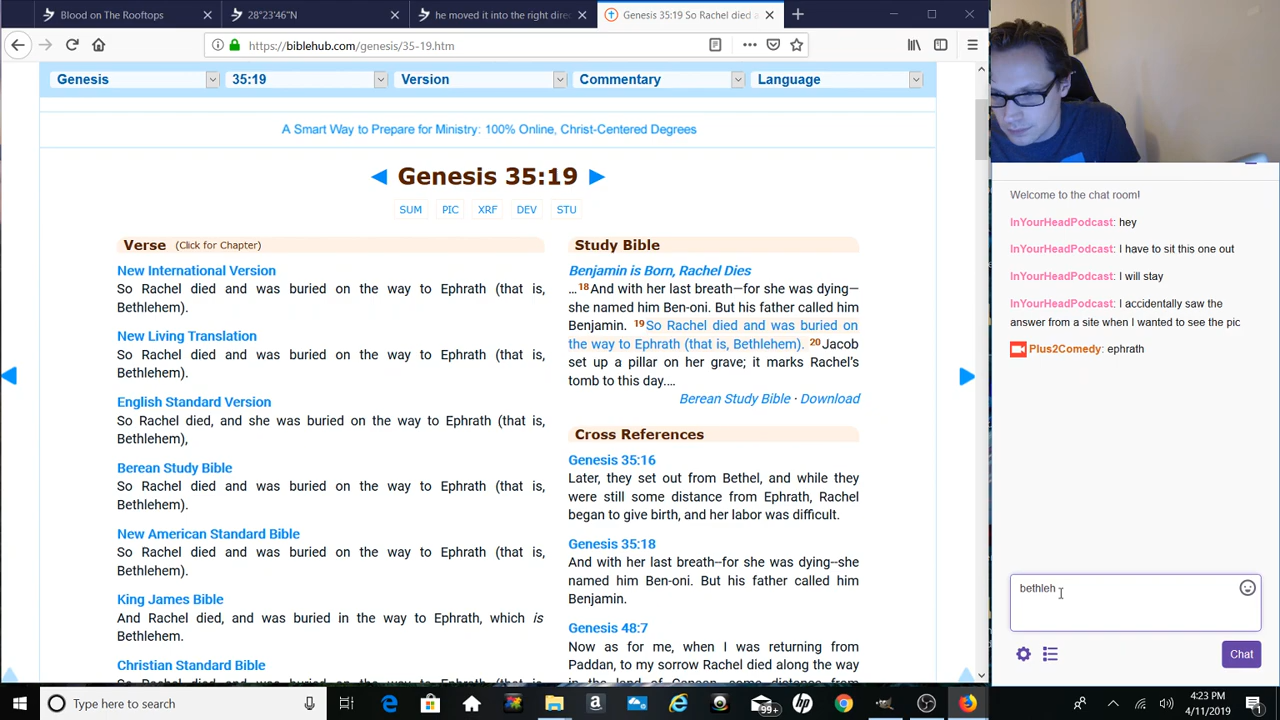 Blood on The Rooftops
28°23'46"N
he moved it into the right direc
Genesis 35:19 So Rachel died a
https://biblehub.com/genesis/35-19.htm
Genesis 35:19 Version Commentary Language
A Smart Way to Prepare for Ministry: 100% Online, Christ-Centered Degrees
Genesis 35:19
SUM PIC XRF DEV STU
Verse (Click for Chapter)
New International Version
So Rachel died and was buried on the way to Ephrath (that is,
Bethlehem).
New Living Translation
So Rachel died and was buried on the way to Ephrath (that is,
Bethlehem).
English Standard Version
So Rachel died, and she was buried on the way to Ephrath (that is,
Bethlehem),
Berean Study Bible
So Rachel died and was buried on the way to Ephrath (that is,
Bethlehem).
New American Standard Bible
So Rachel died and was buried on the way to Ephrath (that is,
Bethlehem).
King James Bible
And Rachel died, and was buried in the way to Ephrath, which is
Bethlehem.
Christian Standard Bible
Study Bible
Benjamin is Born, Rachel Dies
…18And with her last breath—for she was dying—
she named him Ben-oni. But his father called him
Benjamin. 19So Rachel died and was buried on
the way to Ephrath (that is, Bethlehem). 20Jacob
set up a pillar on her grave; it marks Rachel's
tomb to this day.…
Berean Study Bible · Download
Cross References
Genesis 35:16
Later, they set out from Bethel, and while they
were still some distance from Ephrath, Rachel
began to give birth, and her labor was difficult.
Genesis 35:18
And with her last breath--for she was dying--she
named him Ben-oni. But his father called him
Benjamin.
Genesis 48:7
Now as for me, when I was returning from
Paddan, to my sorrow Rachel died along the way
Welcome to the chat room!
InYourHeadPodcast: hey
InYourHeadPodcast: I have to sit this one out
InYourHeadPodcast: I will stay
InYourHeadPodcast: I accidentally saw the
answer from a site when I wanted to see the pic
Plus2Comedy: ephrath
bethleh
Chat
Type here to search
99+
hp
4:23 PM
4/11/2019
1